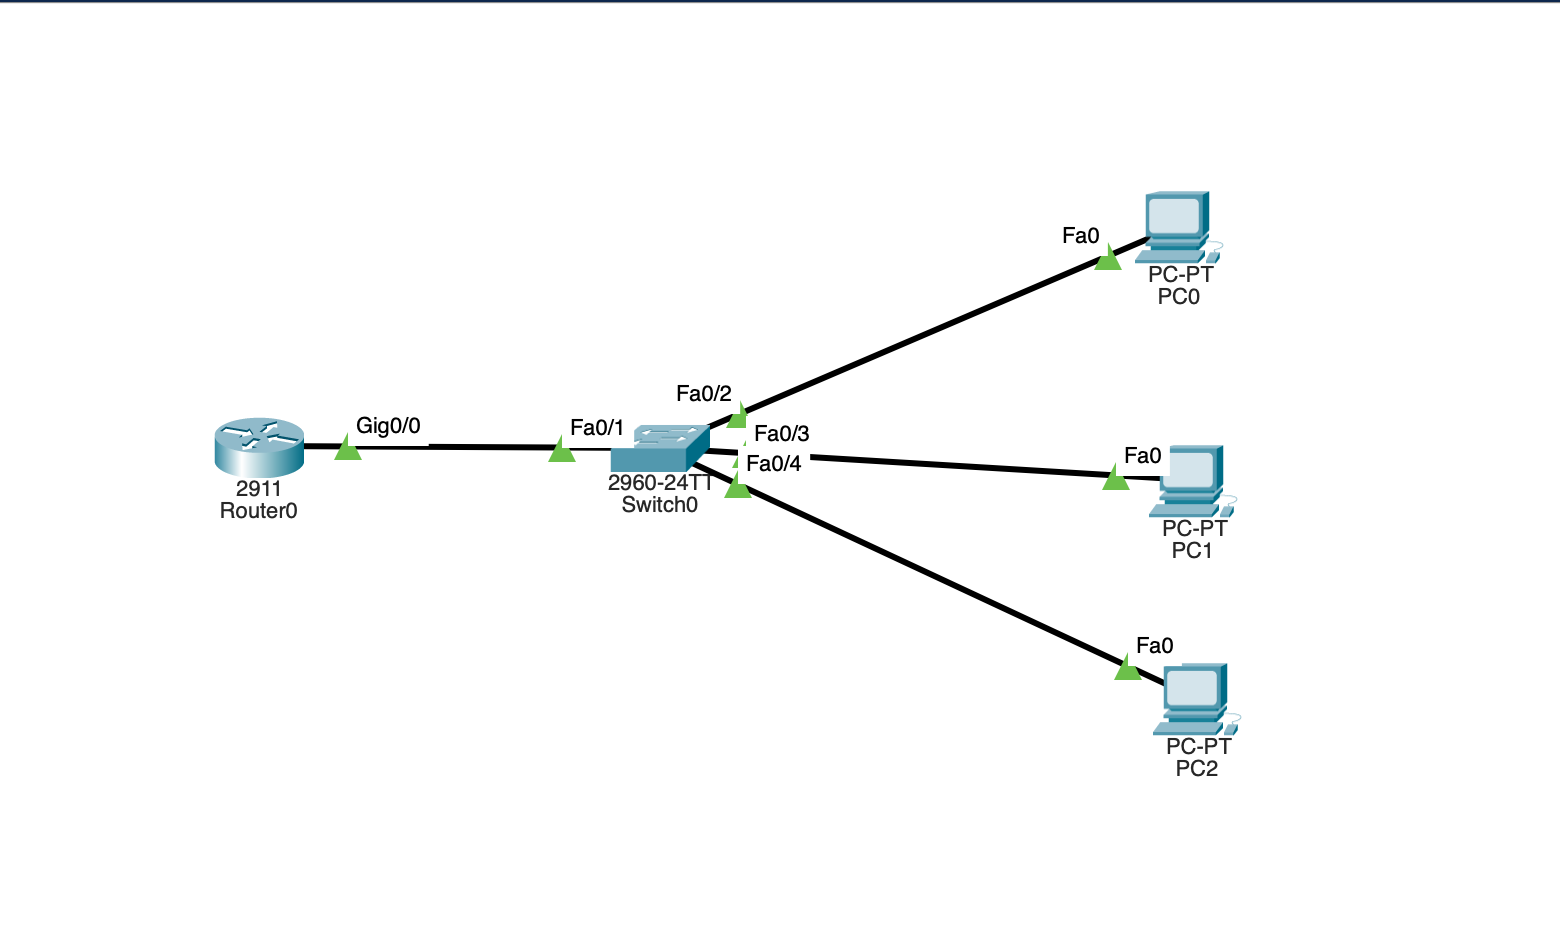 Fa0
PC-PT
PC0
Fa0/2
Gig0/0
Fa0/1
Fa0/3
Fa0/4
Fa0
2911
Router0
2960-24TT
Switch0
PC-PT
PC1
Fa0
PC-PT
PC2